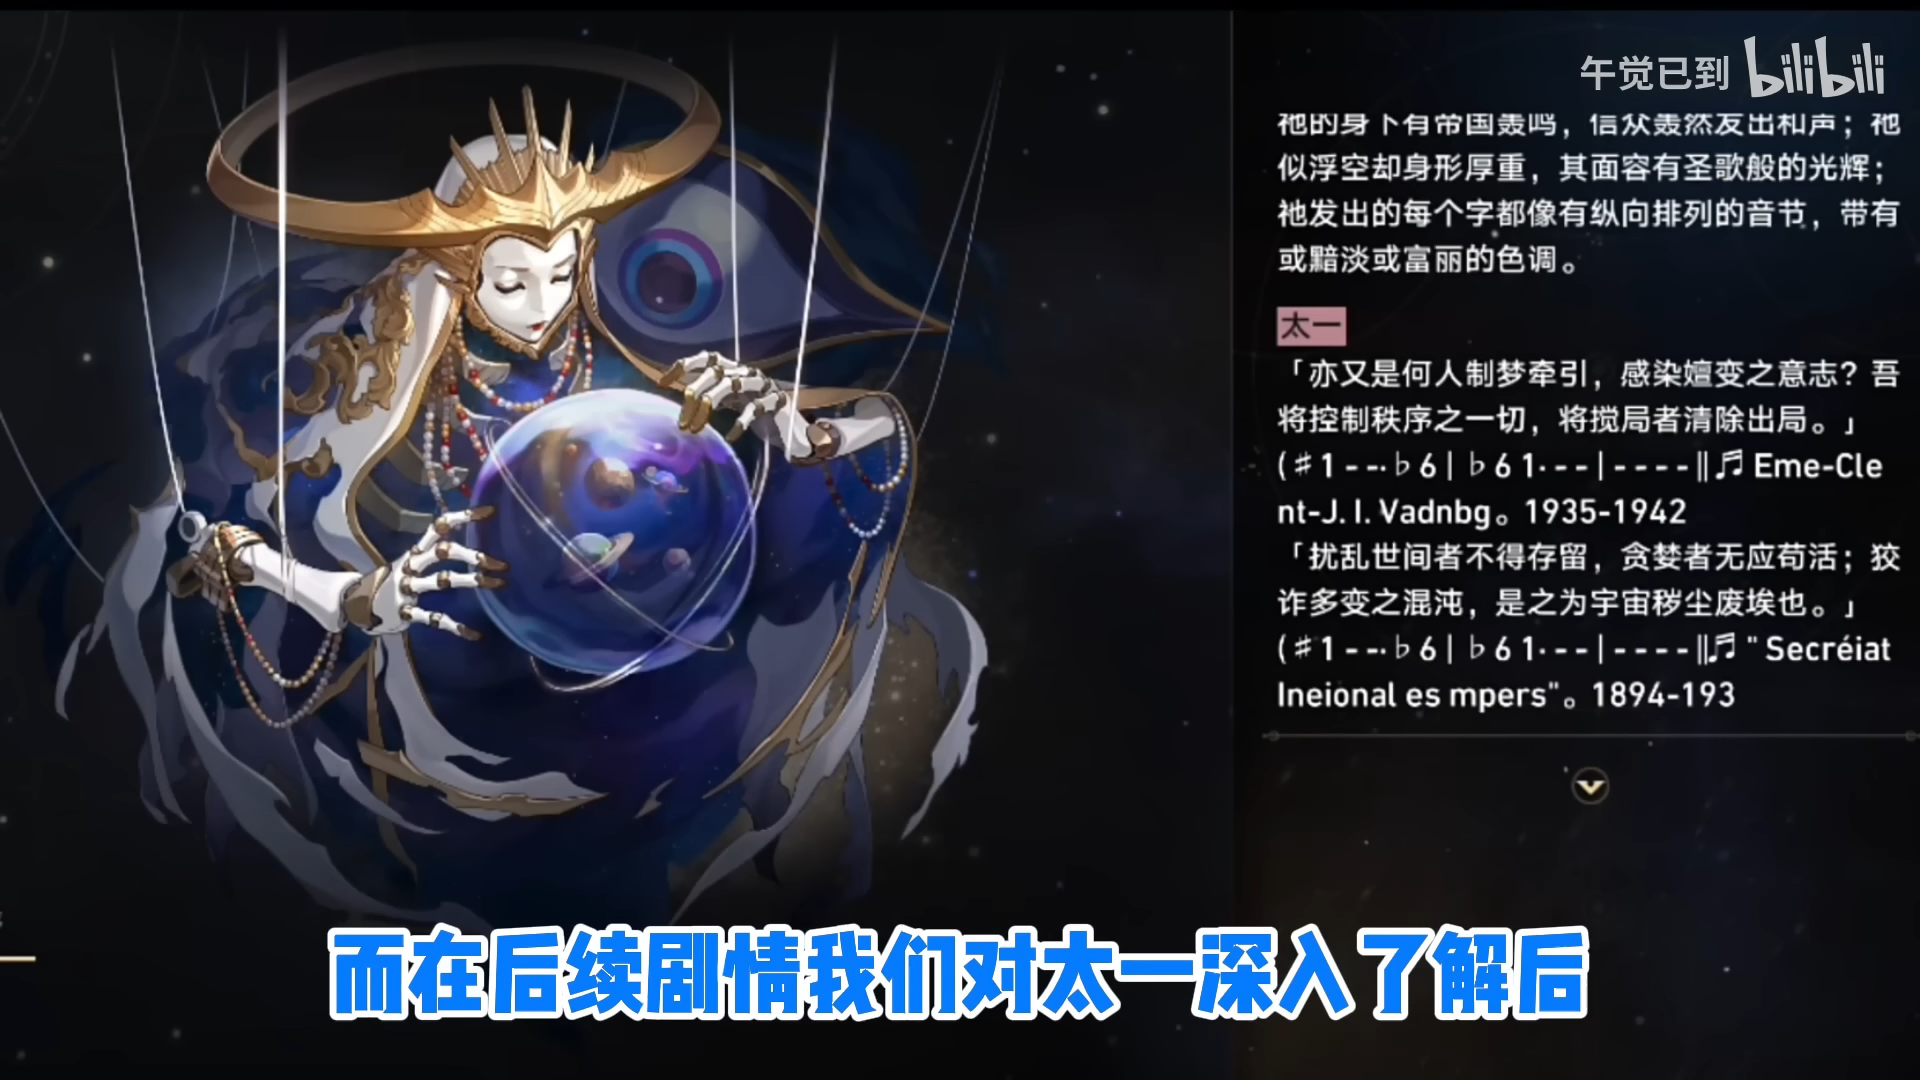 午觉已到 bilibili
祂的身下有帝国轰鸣，信众轰然发出和声；祂
似浮空却身形厚重，其面容有圣歌般的光辉；
祂发出的每个字都像有纵向排列的音节，带有
或黯淡或富丽的色调。
太一
「亦又是何人制梦牵引，感染嬗变之意志？吾
将控制秩序之一切，将搅局者清除出局。」
(♯1 - -·♭6 | ♭6 1· - - | - - - - ‖♬ Eme-Cle
nt-J. I. Vadnbg。1935-1942
「扰乱世间者不得存留，贪婪者无应苟活；狡
诈多变之混沌，是之为宇宙秽尘废埃也。」
(♯1 - -·♭6 | ♭6 1· - - | - - - - ‖♬ " Secréiat
Ineional es mpers"。1894-193
而在后续剧情我们对太一深入了解后